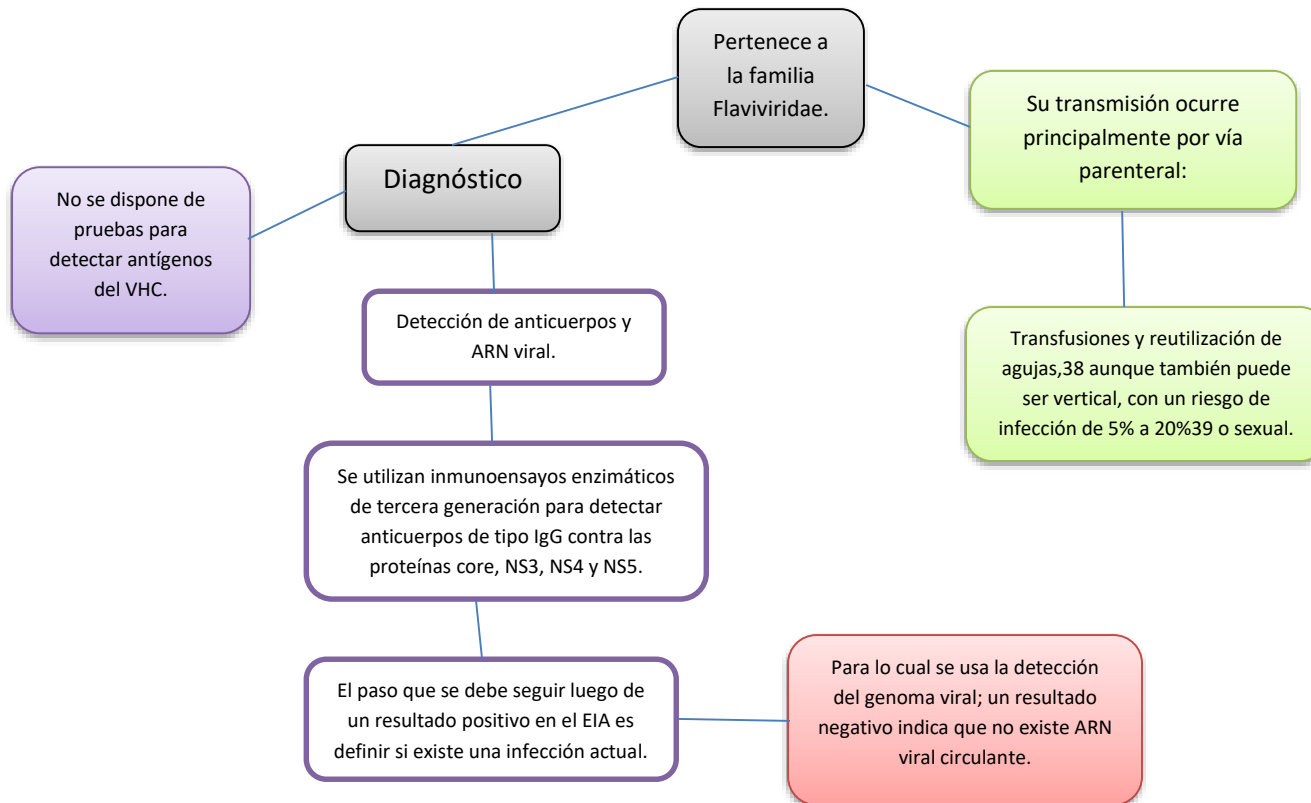 Pertenece a
la familia
Flaviviridae.
Su transmisión ocurre
principalmente por vía
parenteral:
Diagnóstico
No se dispone de
pruebas para
detectar antígenos
del VHC.
Detección de anticuerpos y
ARN viral.
Transfusiones y reutilización de
agujas,38 aunque también puede
ser vertical, con un riesgo de
infección de 5% a 20%39 o sexual.
Se utilizan inmunoensayos enzimáticos
de tercera generación para detectar
anticuerpos de tipo IgG contra las
proteínas core, NS3, NS4 y NS5.
El paso que se debe seguir luego de
un resultado positivo en el EIA es
definir si existe una infección actual.
Para lo cual se usa la detección
del genoma viral; un resultado
negativo indica que no existe ARN
viral circulante.